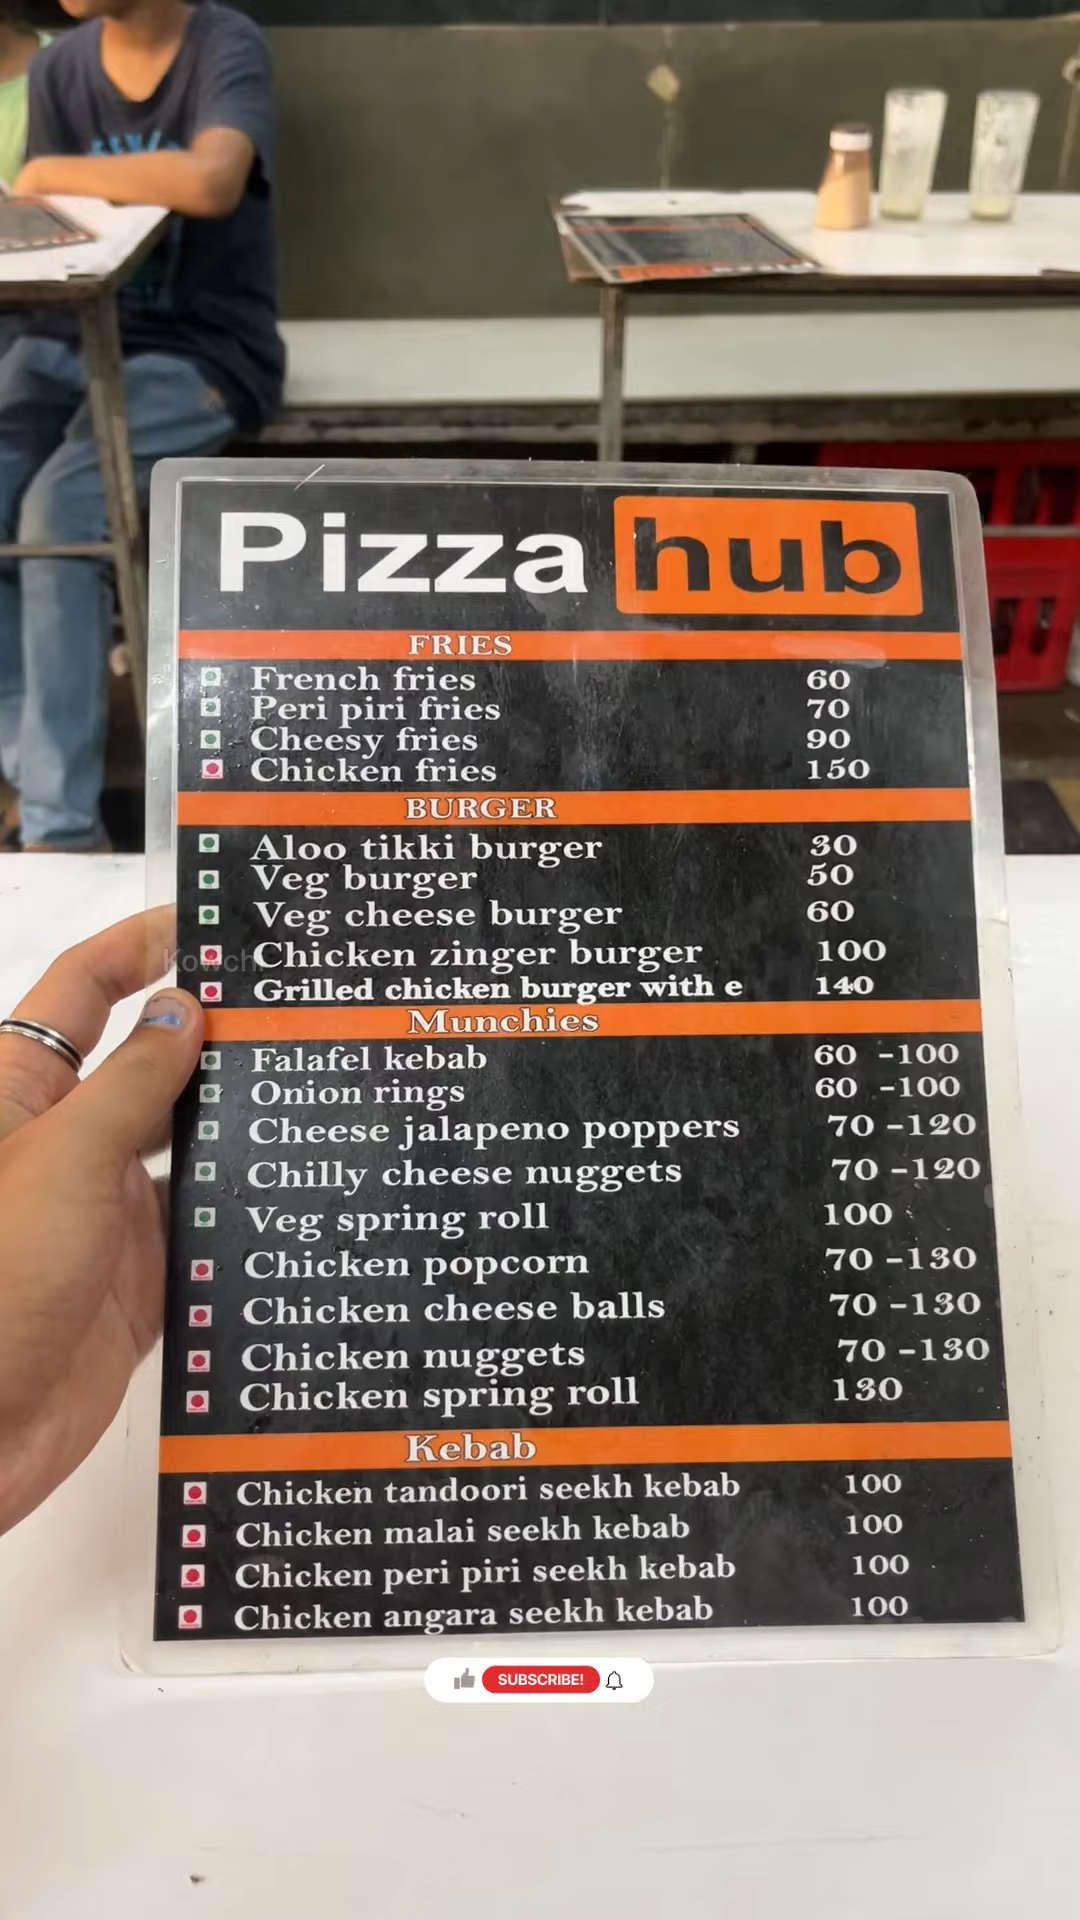 Pizza hub
FRIES
French fries 60
Peri piri fries 70
Cheesy fries 90
Chicken fries 150
BURGER
Aloo tikki burger 30
Veg burger 50
Veg cheese burger 60
Kowchi
Chicken zinger burger 100
Grilled chicken burger with e 140
Munchies
Falafel kebab 60 -100
Onion rings 60 -100
Cheese jalapeno poppers 70 -120
Chilly cheese nuggets 70 -120
Veg spring roll 100
Chicken popcorn 70 -130
Chicken cheese balls 70 -130
Chicken nuggets 70 -130
Chicken spring roll 130
Kebab
Chicken tandoori seekh kebab 100
Chicken malai seekh kebab 100
Chicken peri piri seekh kebab 100
Chicken angara seekh kebab 100
SUBSCRIBE!